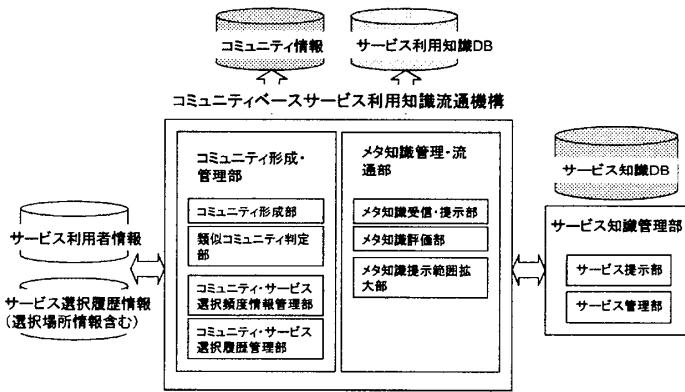 コミュニティ情報
サービス利用知識DB
コミュニティベースサービス利用知識流通機構
コミュニティ形成・
管理部
コミュニティ形成部
類似コミュニティ判定
部
コミュニティ・サービス
選択頻度情報管理部
コミュニティ・サービス
選択履歴管理部
メタ知識管理・流
通部
メタ知識受信・提示部
メタ知識評価部
メタ知識提示範囲拡
大部
サービス利用者情報
サービス選択履歴情報
(選択場所情報含む)
サービス知識DB
サービス知識管理部
サービス提示部
サービス管理部